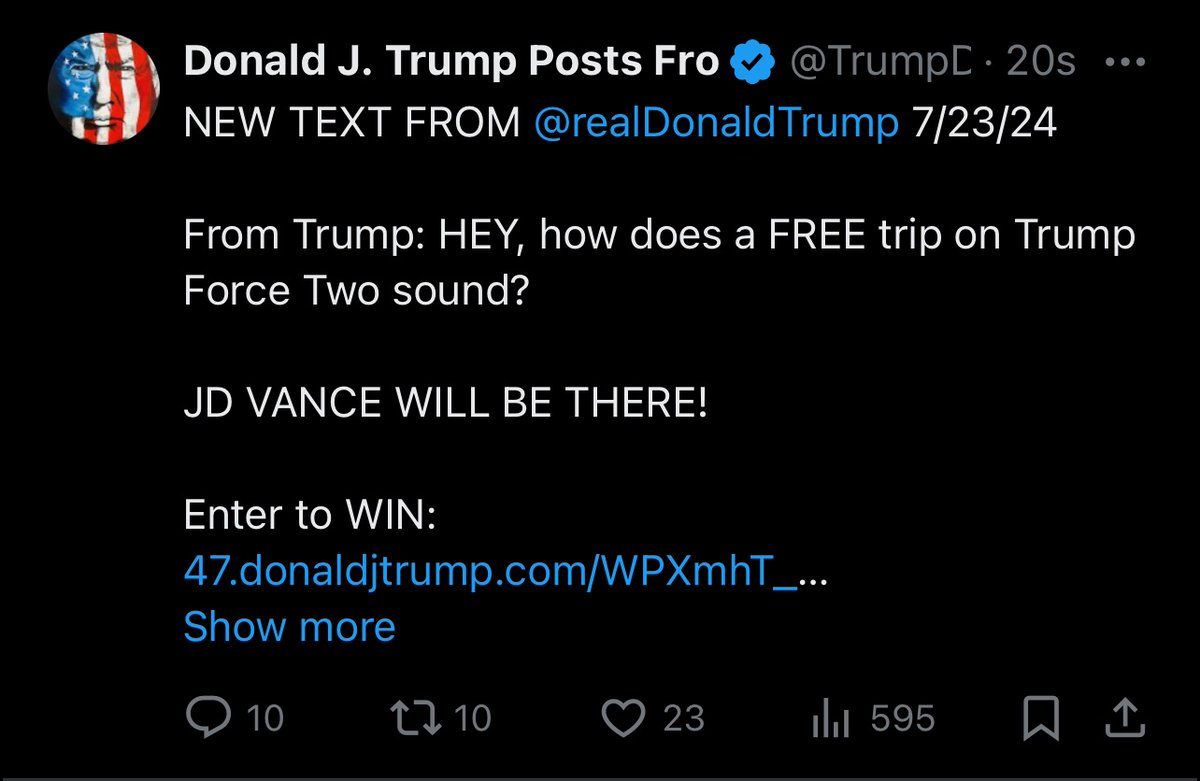 Donald J. Trump Posts Fro @TrumpD · 20s
NEW TEXT FROM @realDonaldTrump 7/23/24
From Trump: HEY, how does a FREE trip on Trump
Force Two sound?
JD VANCE WILL BE THERE!
Enter to WIN:
47.donaldjtrump.com/WPXmhT_...
Show more
10 10 23 595